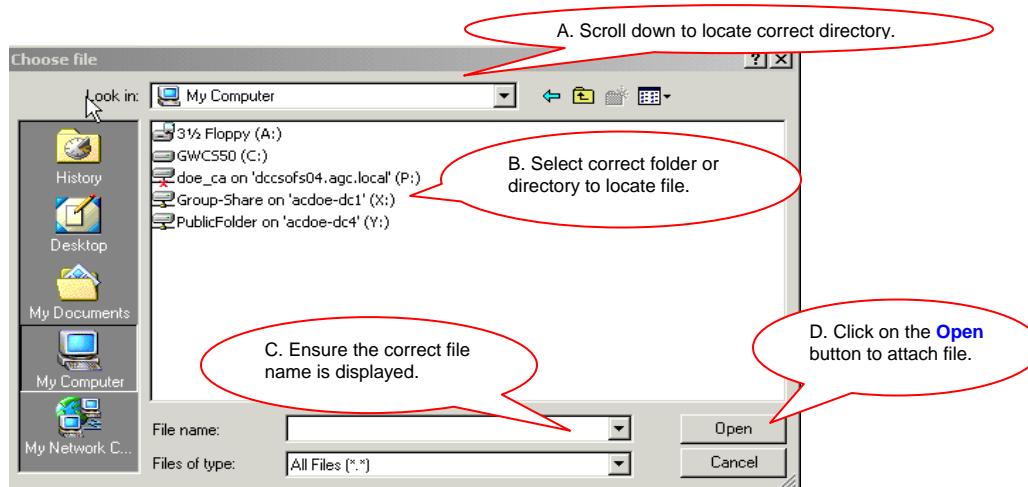 A. Scroll down to locate correct directory.
Choose file
? X
Look in: My Computer
3½ Floppy (A:)
GWCS50 (C:)
doe_ca on 'dccsofs04.agc.local' (P:)
Group-Share on 'acdoe-dc1' (X:)
PublicFolder on 'acdoe-dc4' (Y:)
B. Select correct folder or
directory to locate file.
History
Desktop
My Documents
My Computer
My Network C...
C. Ensure the correct file
name is displayed.
D. Click on the Open
button to attach file.
File name:
Open
Files of type: All Files (*.*)
Cancel